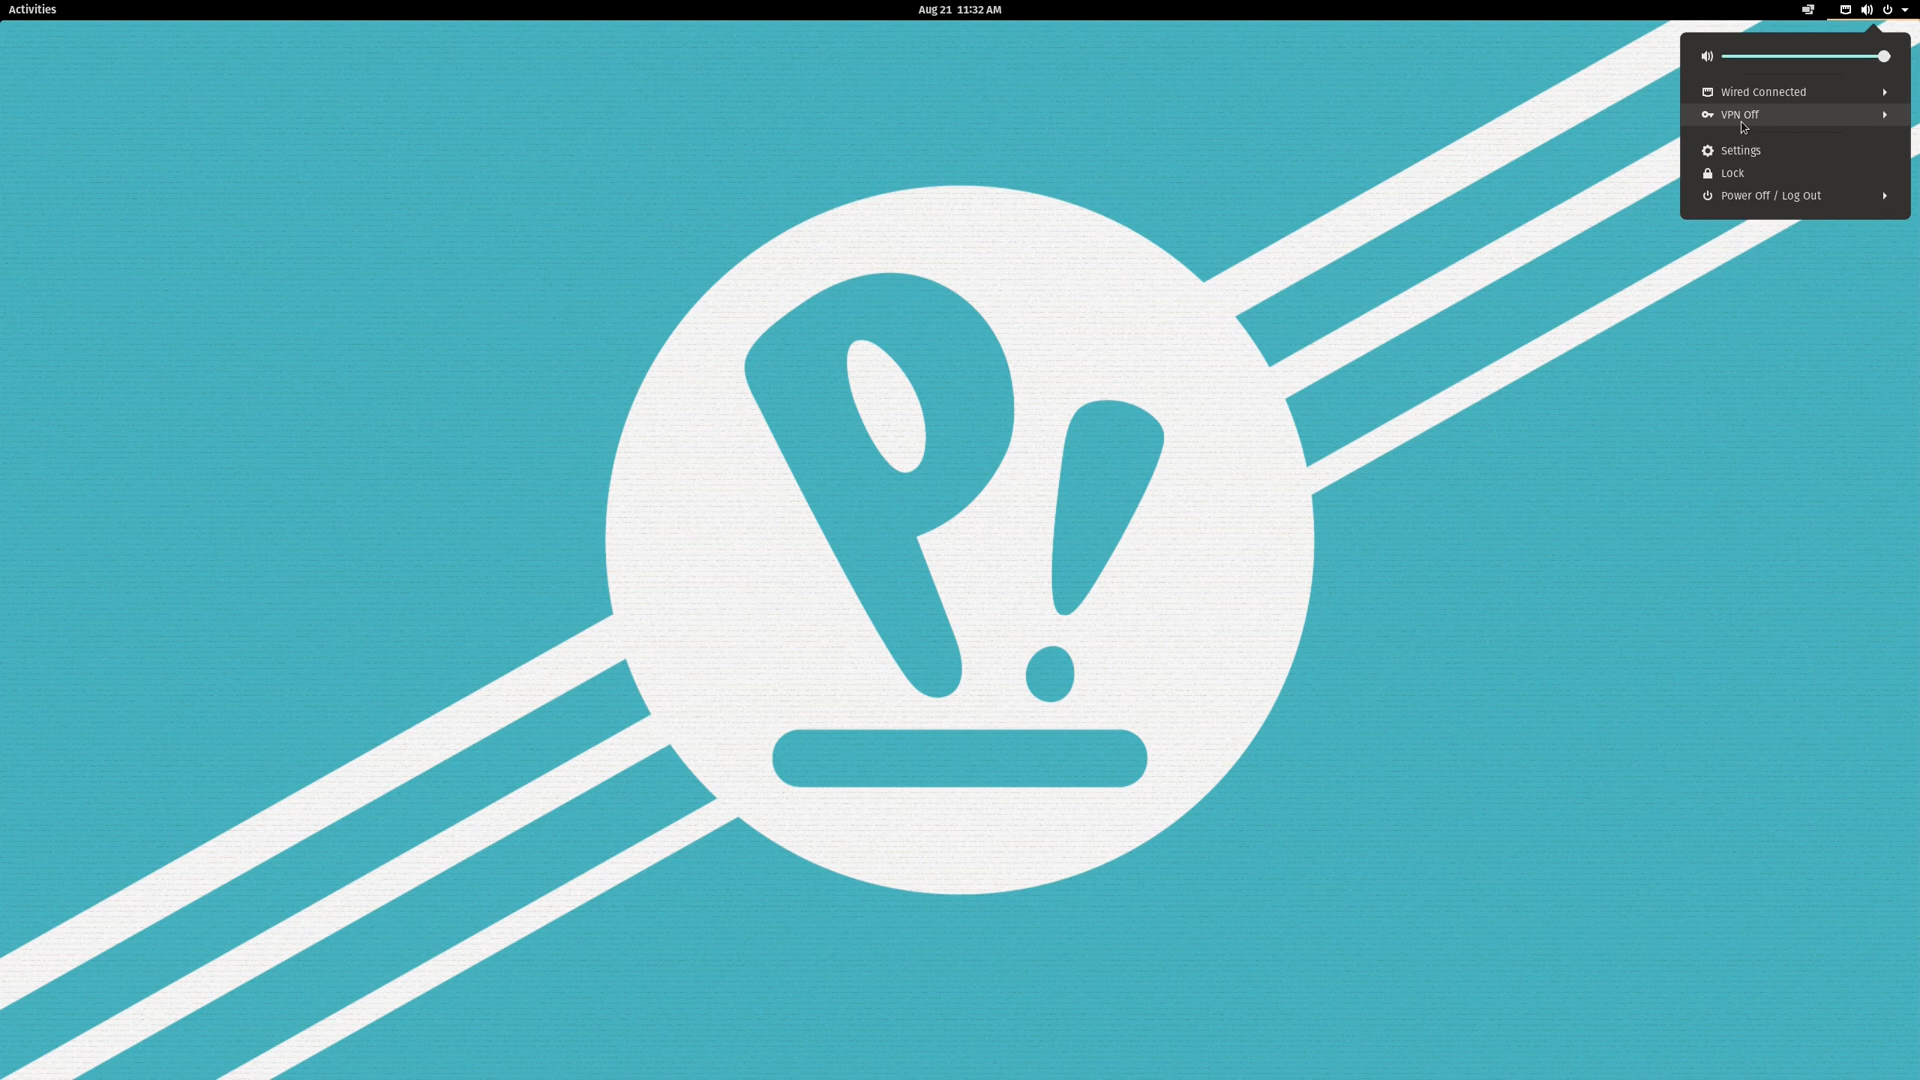 Activities
Aug 21 11:32 AM
Wired Connected
VPN Off
Settings
Lock
Power Off / Log Out
P!